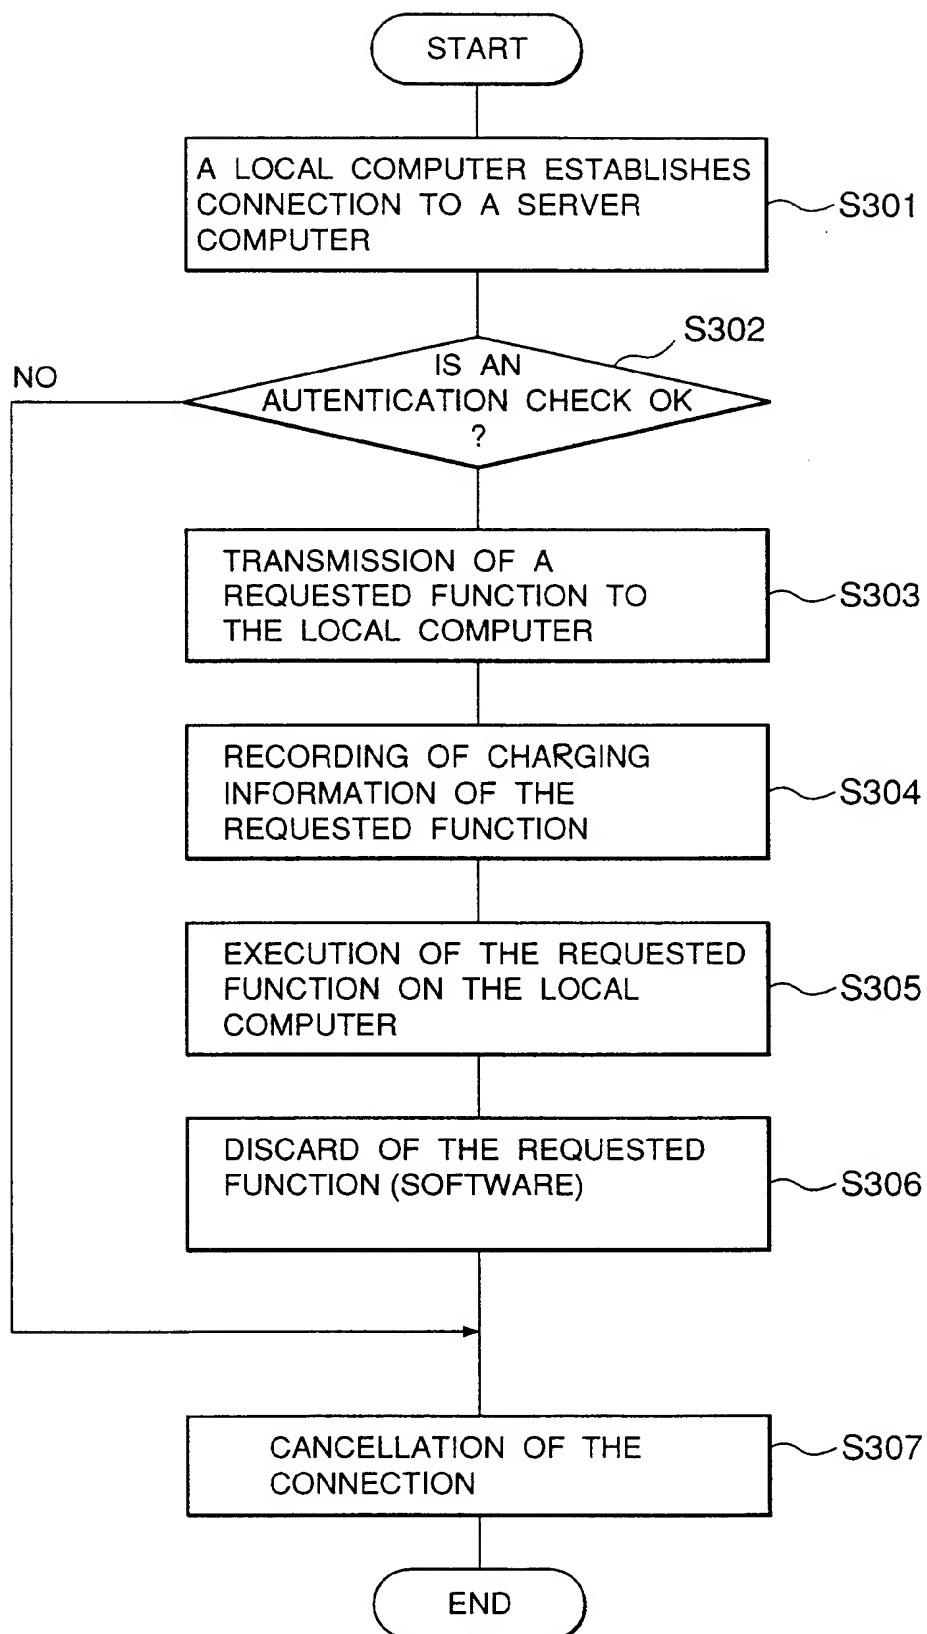 START
A LOCAL COMPUTER ESTABLISHES
CONNECTION TO A SERVER
COMPUTER
S301
S302
NO
IS AN
AUTENTICATION CHECK OK
?
TRANSMISSION OF A
REQUESTED FUNCTION TO
THE LOCAL COMPUTER
S303
RECORDING OF CHARGING
INFORMATION OF THE
REQUESTED FUNCTION
S304
EXECUTION OF THE REQUESTED
FUNCTION ON THE LOCAL
COMPUTER
S305
DISCARD OF THE REQUESTED
FUNCTION (SOFTWARE)
S306
CANCELLATION OF THE
CONNECTION
S307
END